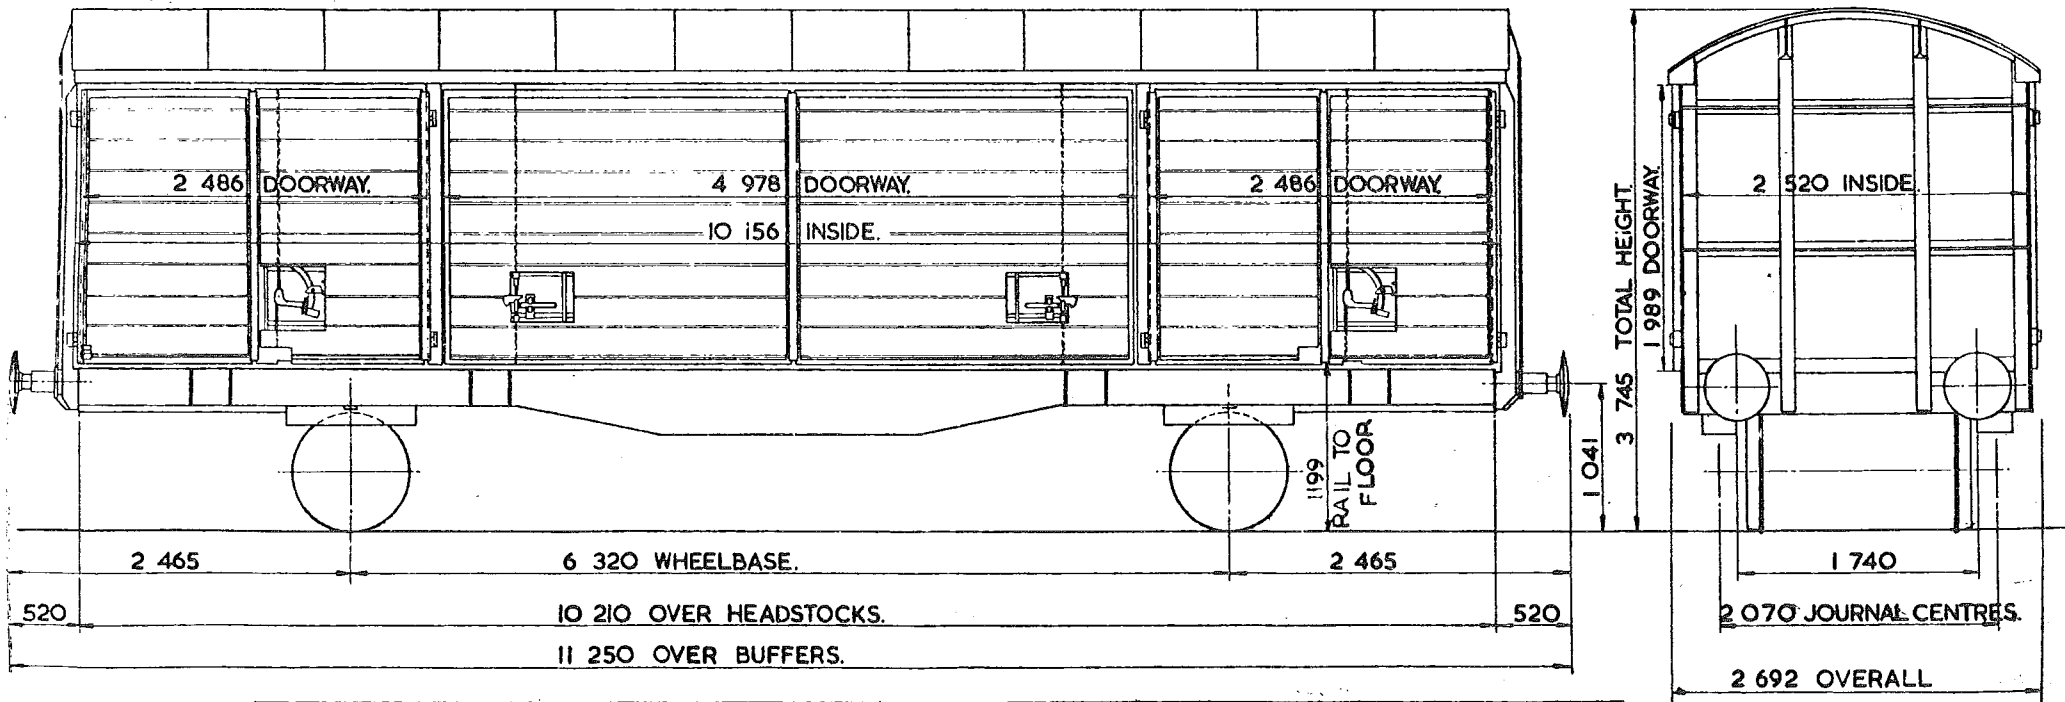 2 486 DOORWAY.
4 978 DOORWAY.
2 486 DOORWAY.
10 156 INSIDE.
1199
RAIL TO
FLOOR
1 041
3 745 TOTAL HEIGHT.
1 989 DOORWAY.
2 520 INSIDE.
2 465
6 320 WHEELBASE.
2 465
1 740
520
10 210 OVER HEADSTOCKS.
520
2 070 JOURNAL CENTRES.
11 250 OVER BUFFERS.
2 692 OVERALL